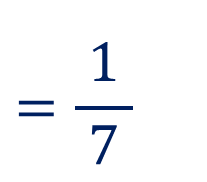 = 1/7